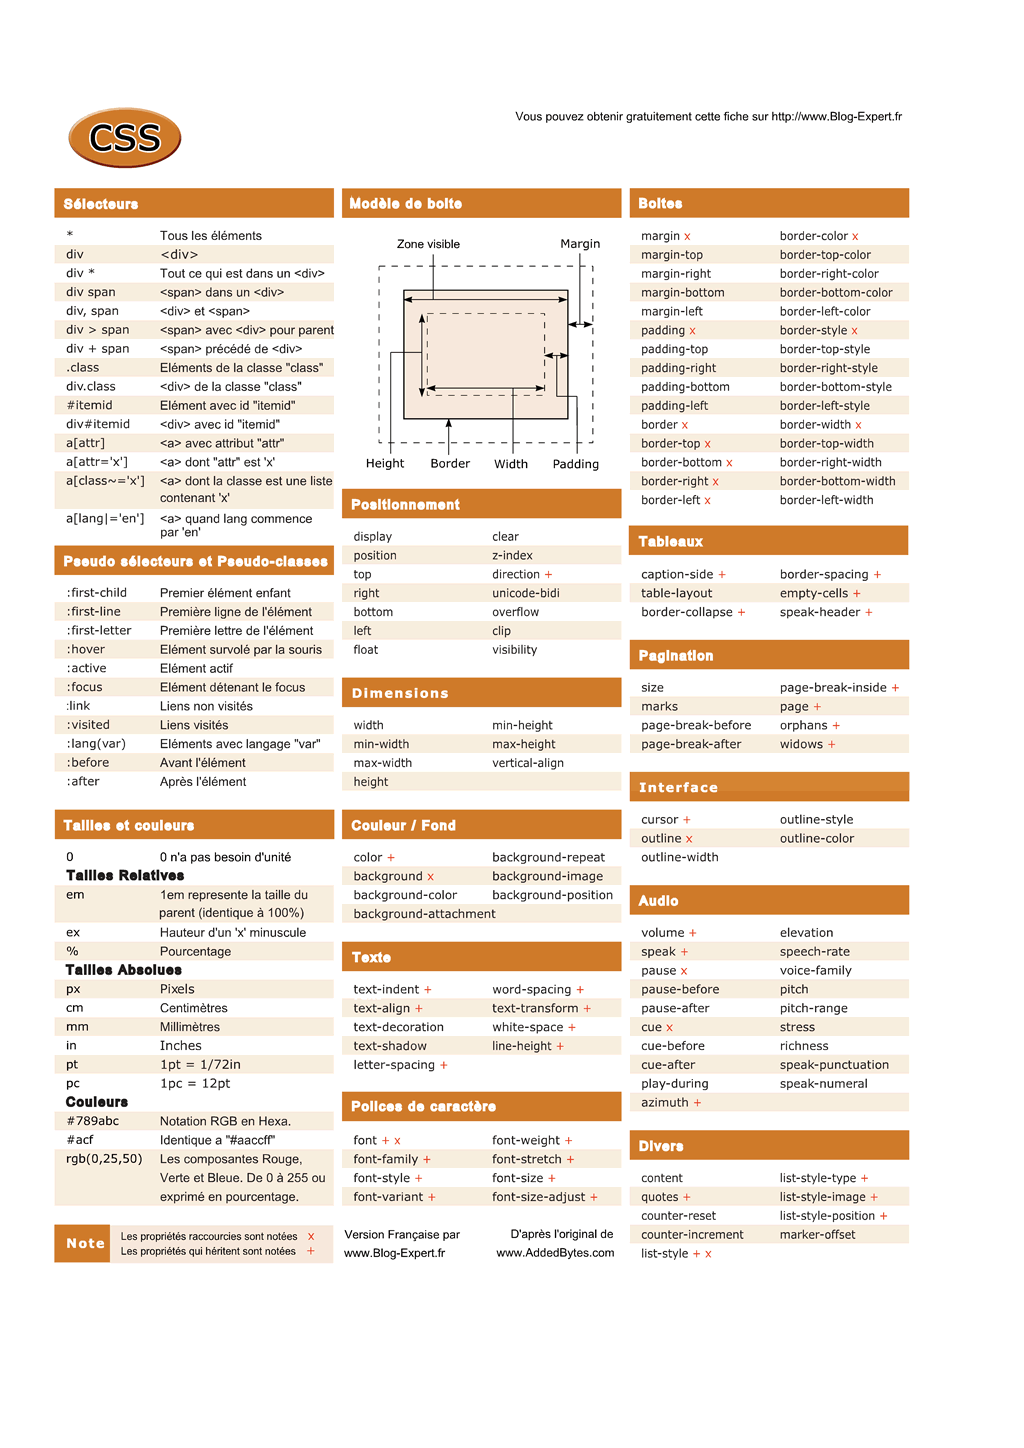 CSS
Vous pouvez obtenir gratuitement cette fiche sur http://www.Blog-Expert.fr
Sélecteurs
* Tous les éléments
div <div>
div * Tout ce qui est dans un <div>
div span <span> dans un <div>
div, span <div> et <span>
div > span <span> avec <div> pour parent
div + span <span> précédé de <div>
.class Eléments de la classe "class"
div.class <div> de la classe "class"
#itemid Elément avec id "itemid"
div#itemid <div> avec id "itemid"
a[attr] <a> avec attribut "attr"
a[attr='x'] <a> dont "attr" est 'x'
a[class~='x'] <a> dont la classe est une liste
contenant 'x'
a[lang|='en'] <a> quand lang commence
par 'en'
Pseudo sélecteurs et Pseudo-classes
:first-child Premier élément enfant
:first-line Première ligne de l'élément
:first-letter Première lettre de l'élément
:hover Elément survolé par la souris
:active Elément actif
:focus Elément détenant le focus
:link Liens non visités
:visited Liens visités
:lang(var) Eléments avec langage "var"
:before Avant l'élément
:after Après l'élément
Tailles et couleurs
0 0 n'a pas besoin d'unité
Tailles Relatives
em 1em represente la taille du
parent (identique à 100%)
ex Hauteur d'un 'x' minuscule
% Pourcentage
Tailles Absolues
px Pixels
cm Centimètres
mm Millimètres
in Inches
pt 1pt = 1/72in
pc 1pc = 12pt
Couleurs
#789abc Notation RGB en Hexa.
#acf Identique a "#aaccff"
rgb(0,25,50) Les composantes Rouge,
Verte et Bleue. De 0 à 255 ou
exprimé en pourcentage.
Note
Les propriétés raccourcies sont notées x
Les propriétés qui héritent sont notées +
Modèle de boite
Zone visible Margin
Height Border Width Padding
Positionnement
display clear
position z-index
top direction +
right unicode-bidi
bottom overflow
left clip
float visibility
Dimensions
width min-height
min-width max-height
max-width vertical-align
height
Couleur / Fond
color + background-repeat
background x background-image
background-color background-position
background-attachment
Texte
text-indent + word-spacing +
text-align + text-transform +
text-decoration white-space +
text-shadow line-height +
letter-spacing +
Polices de caractère
font + x font-weight +
font-family + font-stretch +
font-style + font-size +
font-variant + font-size-adjust +
Version Française par D'après l'original de
www.Blog-Expert.fr www.AddedBytes.com
Boites
margin x border-color x
margin-top border-top-color
margin-right border-right-color
margin-bottom border-bottom-color
margin-left border-left-color
padding x border-style x
padding-top border-top-style
padding-right border-right-style
padding-bottom border-bottom-style
padding-left border-left-style
border x border-width x
border-top x border-top-width
border-bottom x border-right-width
border-right x border-bottom-width
border-left x border-left-width
Tableaux
caption-side + border-spacing +
table-layout empty-cells +
border-collapse + speak-header +
Pagination
size page-break-inside +
marks page +
page-break-before orphans +
page-break-after widows +
Interface
cursor + outline-style
outline x outline-color
outline-width
Audio
volume + elevation
speak + speech-rate
pause x voice-family
pause-before pitch
pause-after pitch-range
cue x stress
cue-before richness
cue-after speak-punctuation
play-during speak-numeral
azimuth +
Divers
content list-style-type +
quotes + list-style-image +
counter-reset list-style-position +
counter-increment marker-offset
list-style + x